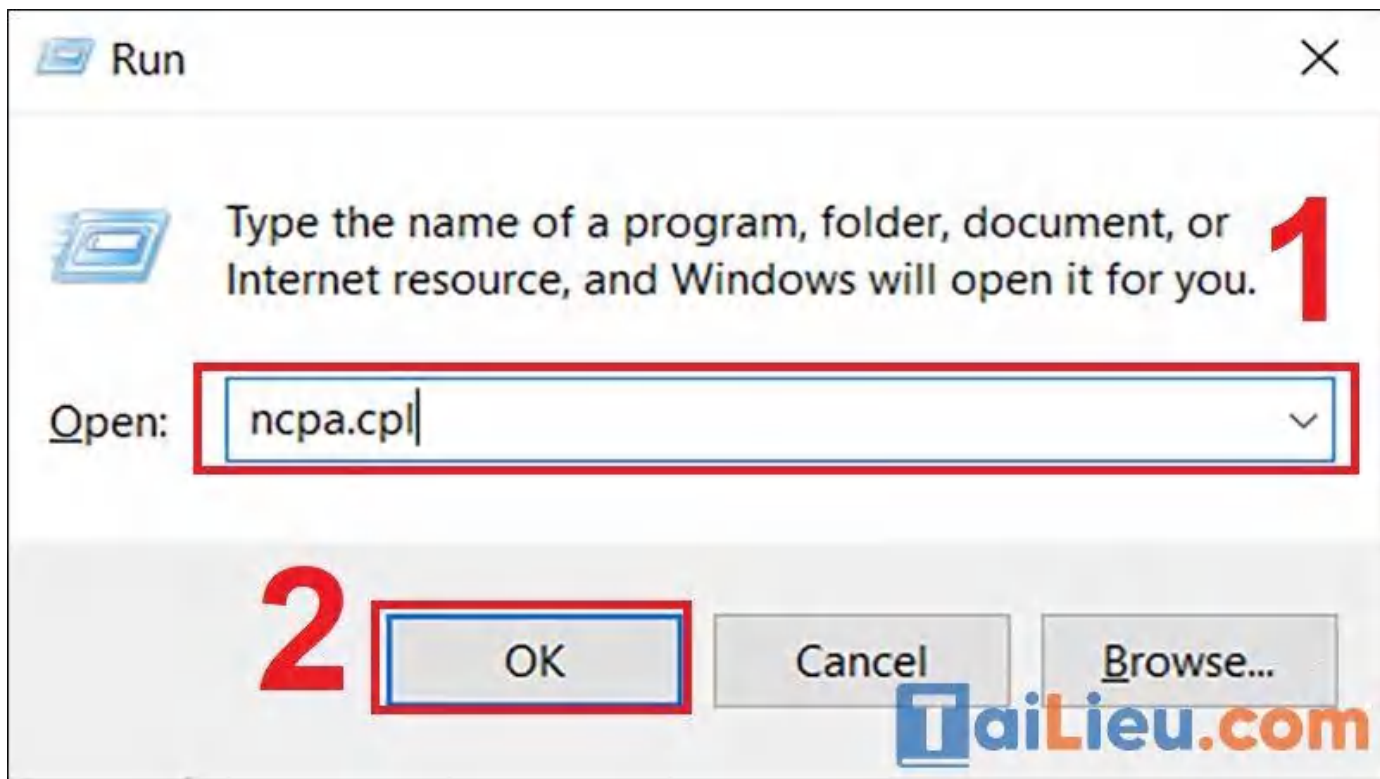 Run
Type the name of a program, folder, document, or
Internet resource, and Windows will open it for you.
1
Open: ncpa.cpl
2
OK Cancel Browse...
TaiLieu.com